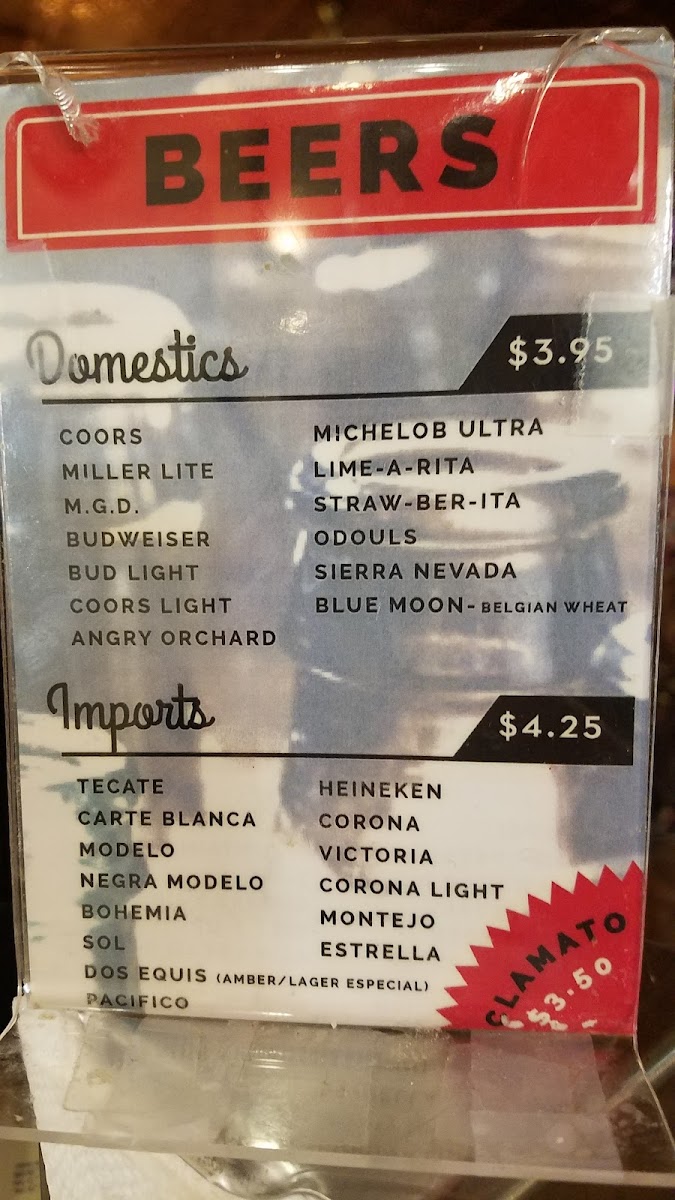 BEERS
Domestics
$3.95
COORS
MILLER LITE
M.G.D.
BUDWEISER
BUD LIGHT
COORS LIGHT
ANGRY ORCHARD
MICHELOB ULTRA
LIME-A-RITA
STRAW-BER-ITA
ODOULS
SIERRA NEVADA
BLUE MOON- BELGIAN WHEAT
Imports
$4.25
TECATE
CARTE BLANCA
MODELO
NEGRA MODELO
BOHEMIA
SOL
DOS EQUIS (AMBER/LAGER ESPECIAL)
PACIFICO
HEINEKEN
CORONA
VICTORIA
CORONA LIGHT
MONTEJO
ESTRELLA
CLAMATO
$3.50